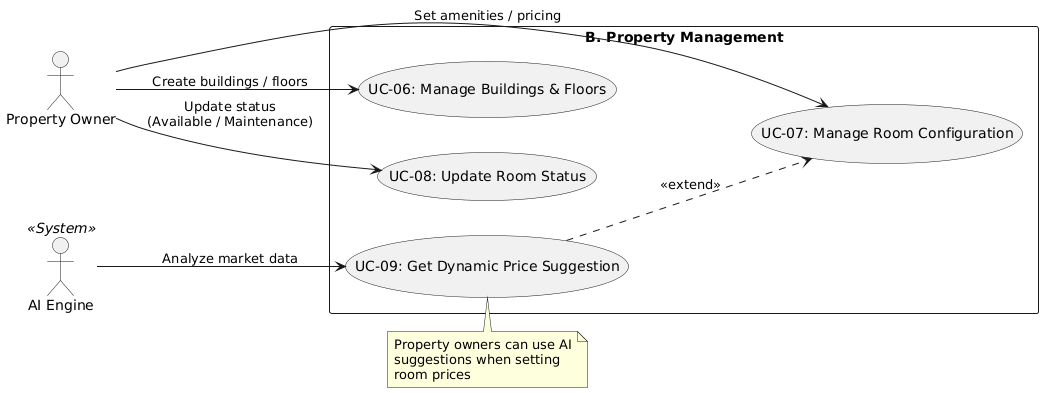 Set amenities / pricing
B. Property Management
Property Owner
Create buildings / floors
UC-06: Manage Buildings & Floors
Update status
(Available / Maintenance)
UC-07: Manage Room Configuration
UC-08: Update Room Status
«extend»
«System»
AI Engine
Analyze market data
UC-09: Get Dynamic Price Suggestion
Property owners can use AI
suggestions when setting
room prices